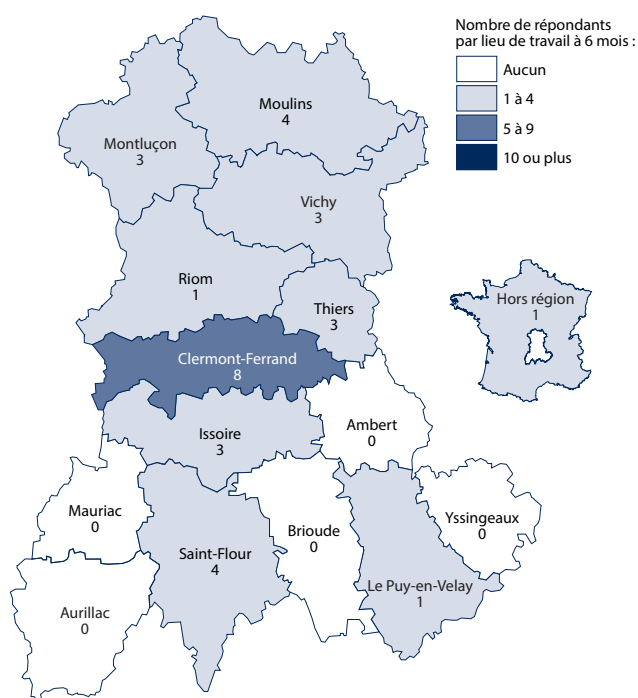 Nombre de répondants
par lieu de travail à 6 mois :
Aucun
1 à 4
5 à 9
10 ou plus
Moulins
4
Montluçon
3
Vichy
3
Riom
1
Thiers
3
Hors région
1
Clermont-Ferrand
8
Ambert
0
Issoire
3
Mauriac
0
Saint-Flour
4
Brioude
0
Yssingeaux
0
Le Puy-en-Velay
1
Aurillac
0